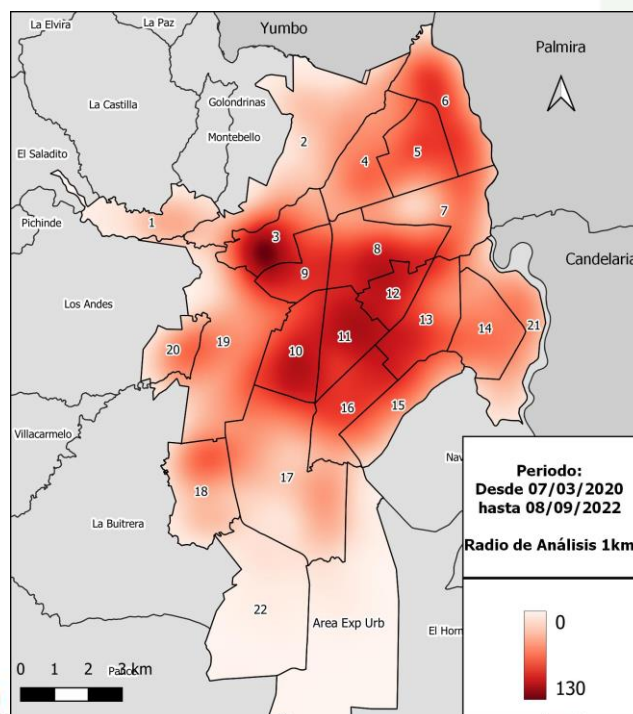 La Elvira
La Paz
Yumbo
Palmira
La Castilla
Golondrinas
Montebello
6
2
4
5
El Saladito
Pichinde
1
7
3
8
Candelaria
9
12
Los Andes
13
14
21
20
19
11
10
16
15
Villacarmelo
17
18
La Buitrera
Nav
Periodo:
Desde 07/03/2020
hasta 08/09/2022
Radio de Análisis 1km
22
Area Exp Urb
El Horm
0
130
0 1 2 3 km
Pance